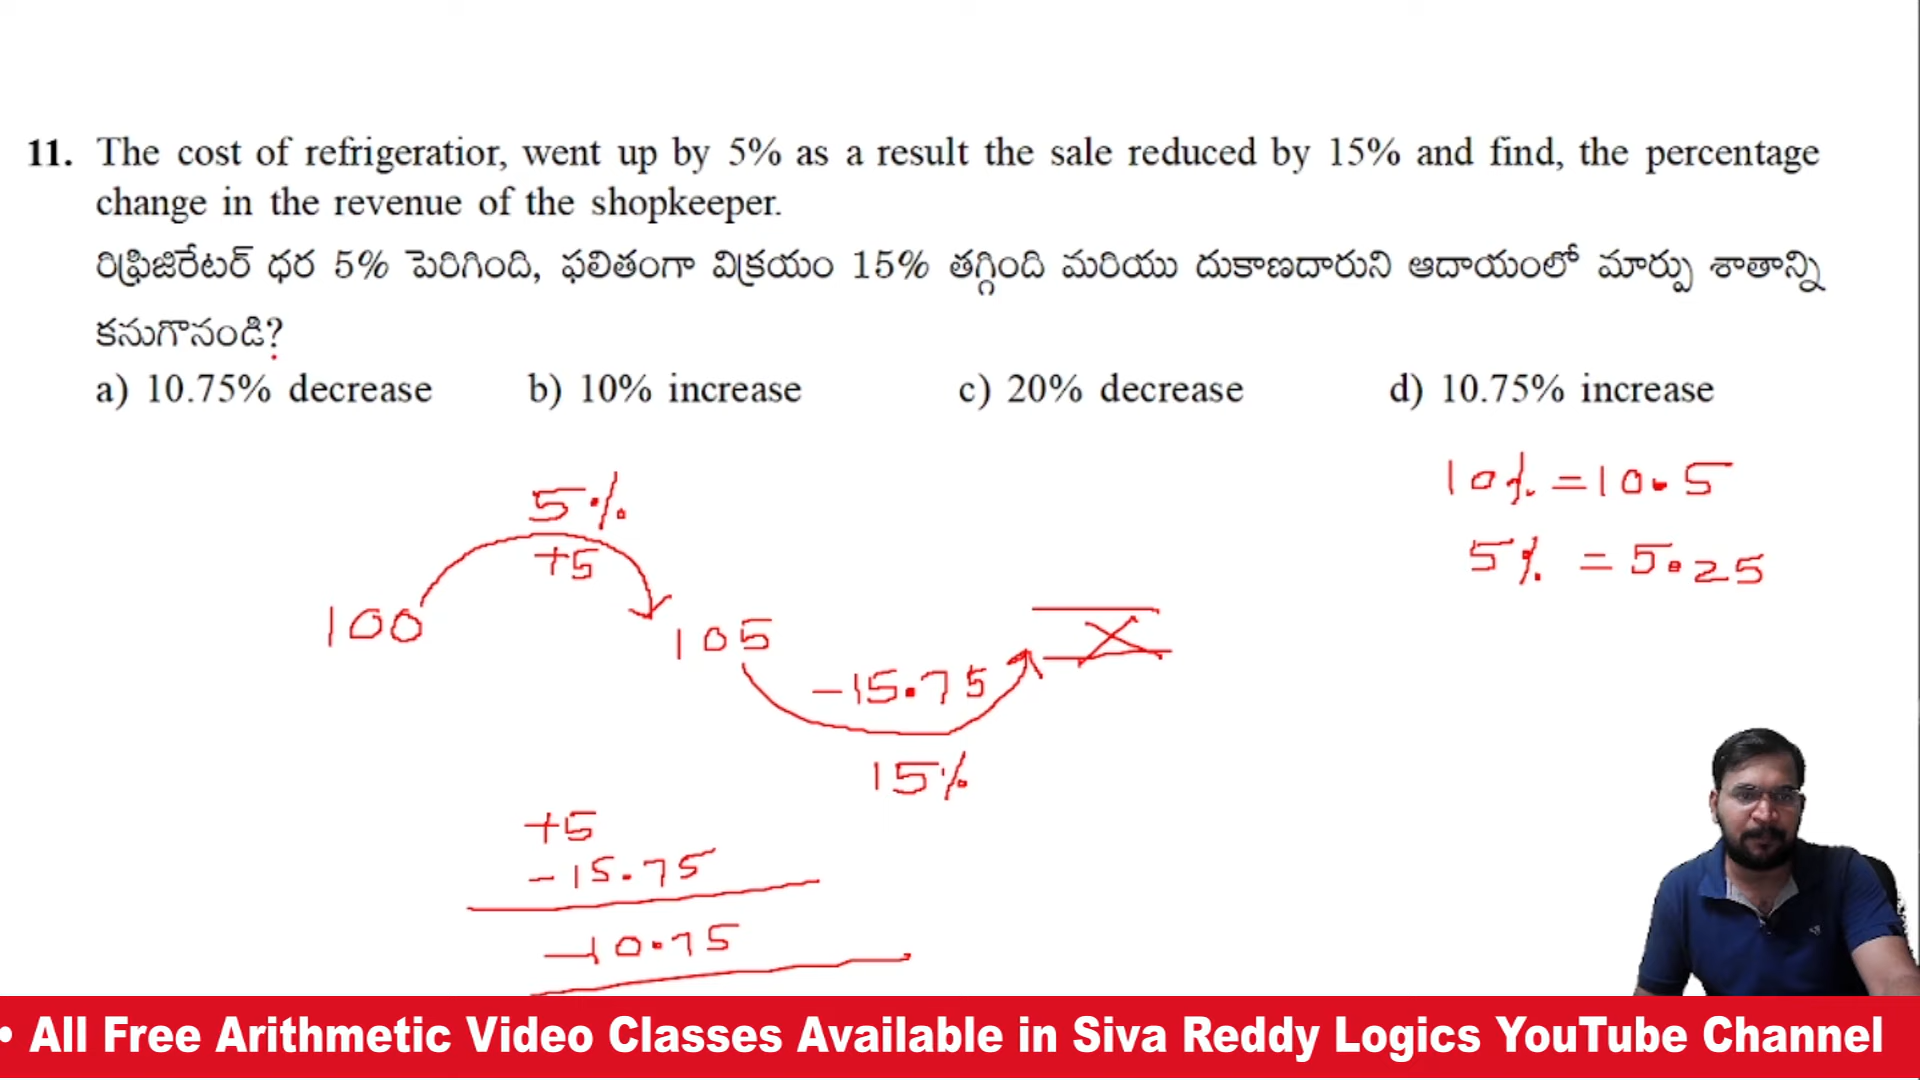 11. The cost of refrigeratior, went up by 5% as a result the sale reduced by 15% and find, the percentage
change in the revenue of the shopkeeper.
రిఫ్రిజిరేటర్ ధర 5% పెరిగింది, ఫలితంగా విక్రయం 15% తగ్గింది మరియు దుకాణదారుని ఆదాయంలో మార్పు శాతాన్ని
కనుగొనండి?
a) 10.75% decrease b) 10% increase c) 20% decrease d) 10.75% increase
10% = 10.5
5% = 5.25
5%
+5
100
105
X
-15.75
15%
+5
-15.75
-10.75
• All Free Arithmetic Video Classes Available in Siva Reddy Logics YouTube Channel